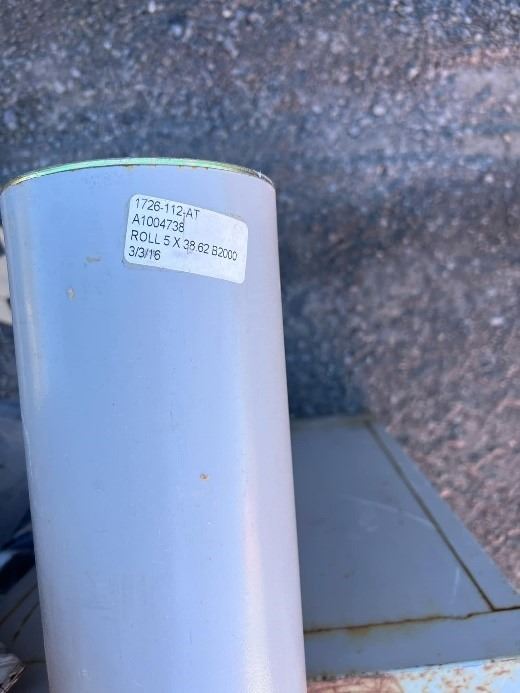 1726-112-AT
A1004738
ROLL 5 X 38.62 B2000
3/3/16